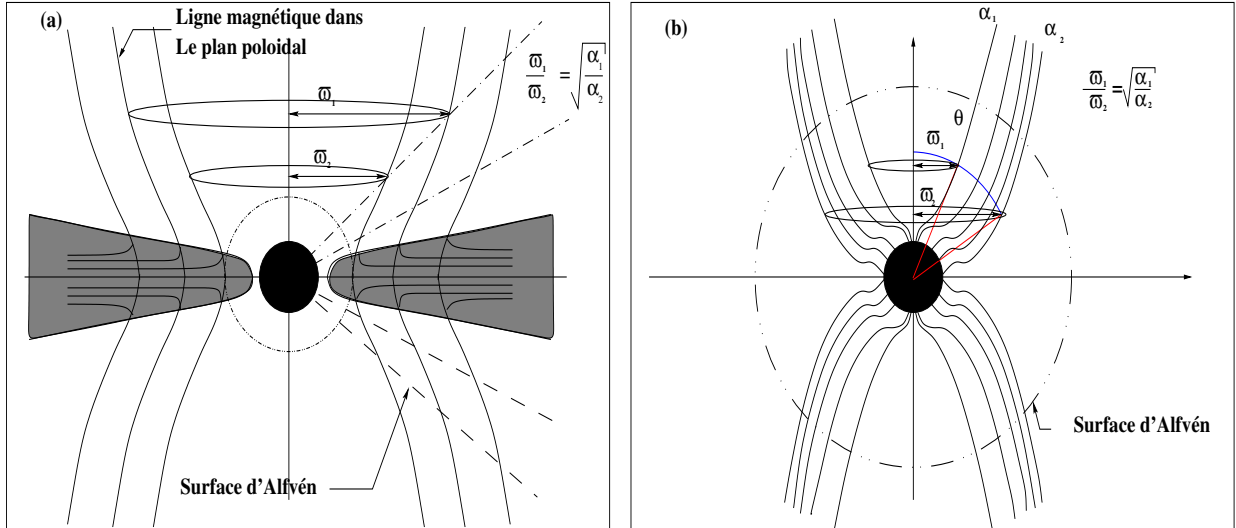 (a)
Ligne magnétique dans
Le plan poloidal
ϖ₁/ϖ₂ = √(α₁/α₂)
ϖ₁
ϖ₂
Surface d'Alfvén
(b)
α₁
α₂
ϖ₁/ϖ₂ = √(α₁/α₂)
θ
ϖ₁
ϖ₂
Surface d'Alfvén